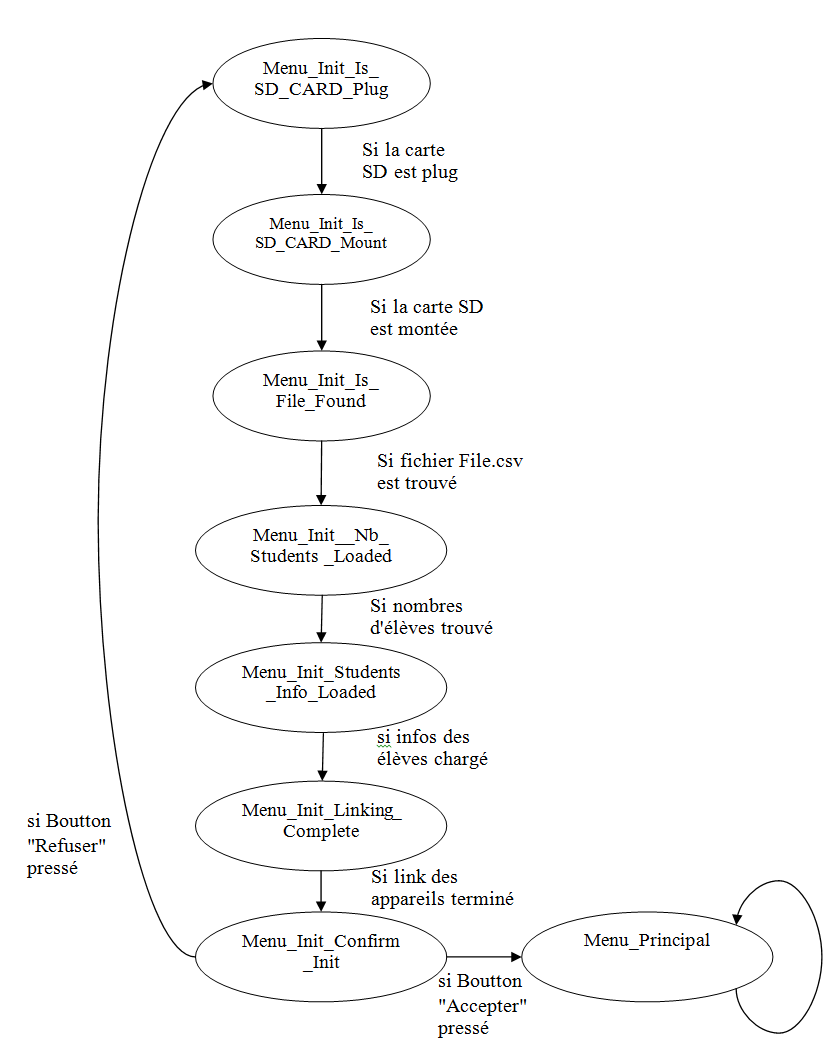 Menu_Init_Is_
SD_CARD_Plug
Si la carte
SD est plug
Menu_Init_Is_
SD_CARD_Mount
Si la carte SD
est montée
Menu_Init_Is_
File_Found
Si fichier File.csv
est trouvé
Menu_Init__Nb_
Students _Loaded
Si nombres
d'élèves trouvé
Menu_Init_Students
_Info_Loaded
si infos des
élèves chargé
Menu_Init_Linking_
Complete
si Boutton
"Refuser"
pressé
Si link des
appareils terminé
Menu_Init_Confirm
_Init
Menu_Principal
si Boutton
"Accepter"
pressé